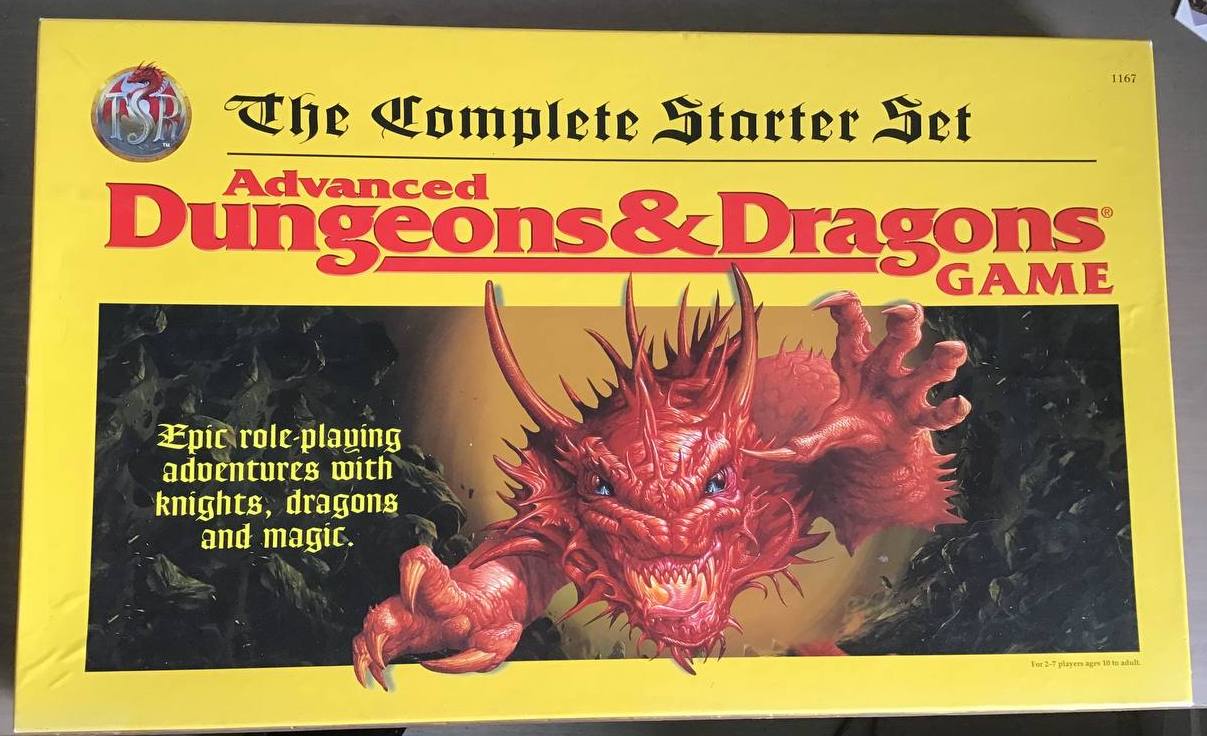 1167
TSR
™
The Complete Starter Set
Advanced
Dungeons & Dragons®
GAME
Epic role-playing
adventures with
knights, dragons
and magic.
For 2-7 players ages 10 to adult.